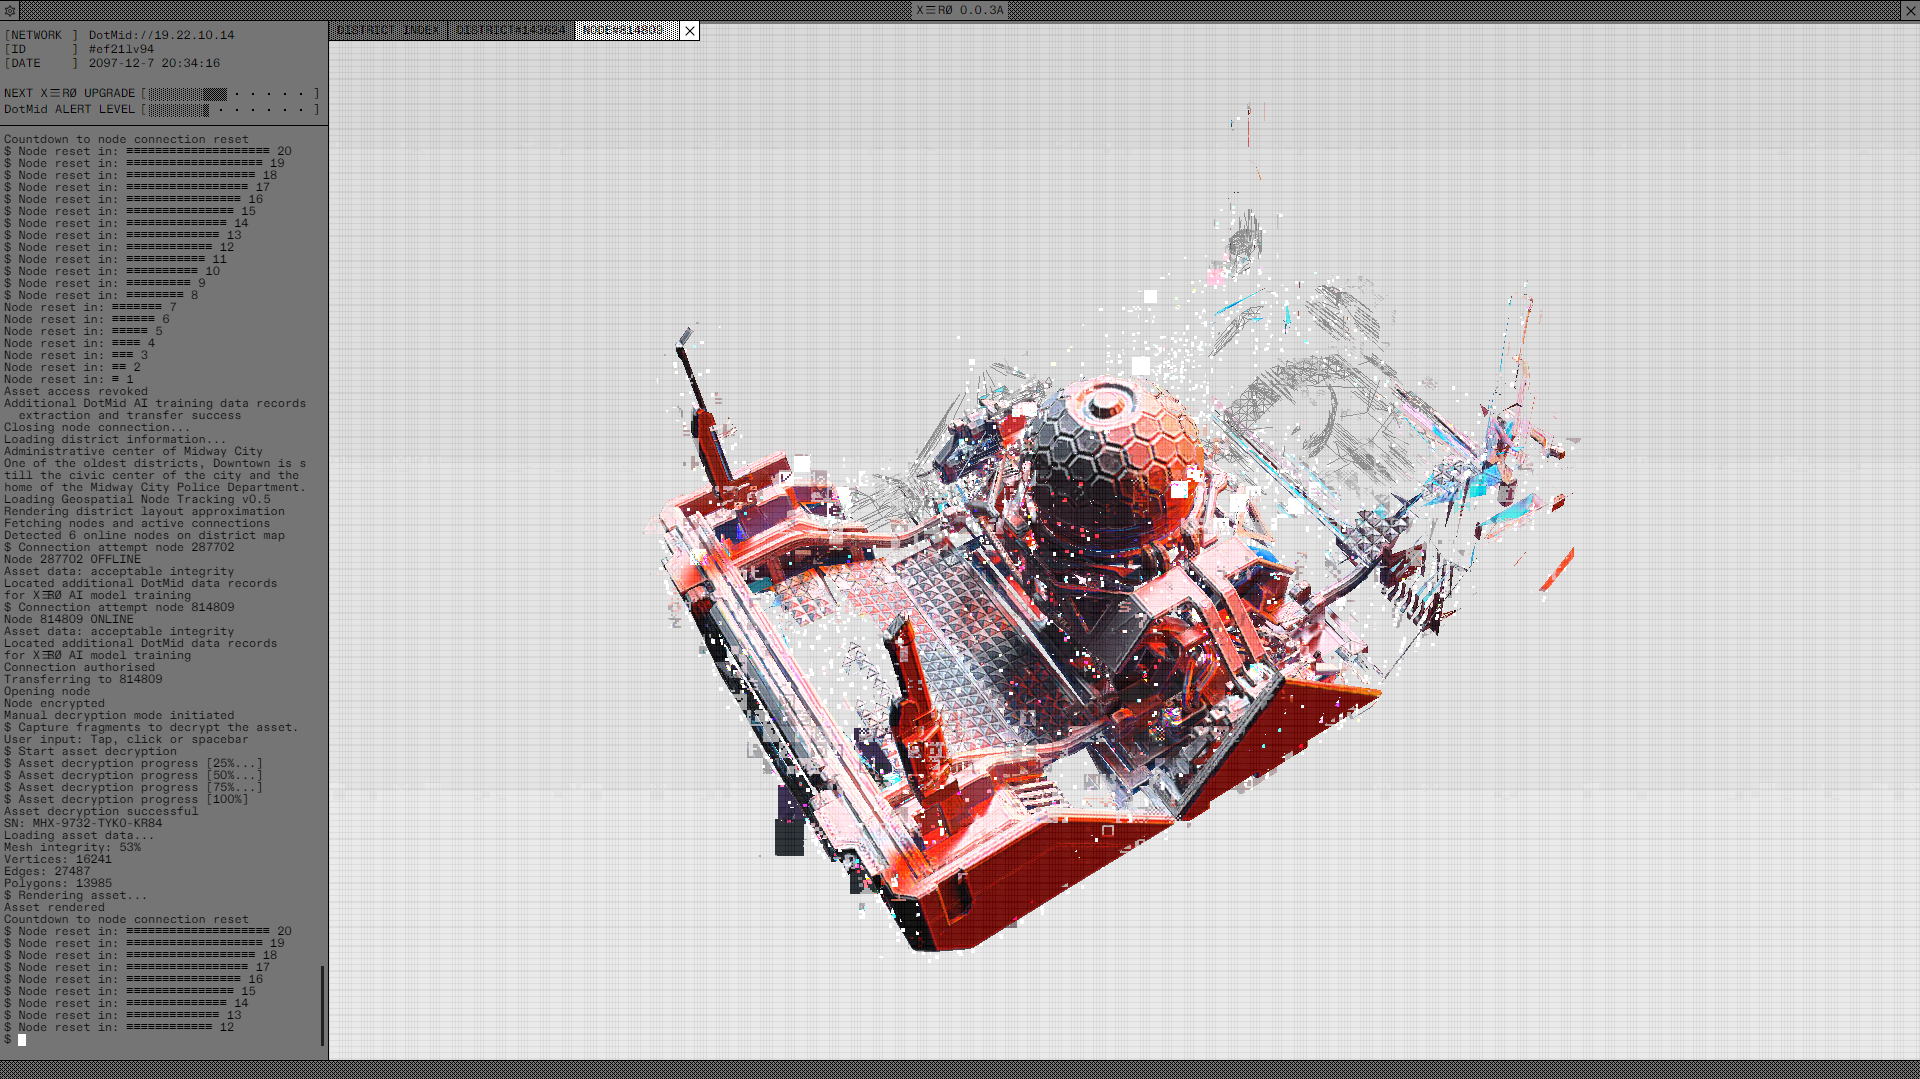 X☰RØ 0.0.3A
DISTRICT INDEX
DISTRICT#143624
NODE#814809
[NETWORK ] DotMid://19.22.10.14
[ID ] #ef21lv94
[DATE ] 2097-12-7 20:34:16
NEXT X☰RØ UPGRADE [ · · · · · ]
DotMid ALERT LEVEL [ · · · · · · ]
Countdown to node connection reset
$ Node reset in: ==================== 20
$ Node reset in: =================== 19
$ Node reset in: ================== 18
$ Node reset in: ================= 17
$ Node reset in: ================ 16
$ Node reset in: =============== 15
$ Node reset in: ============== 14
$ Node reset in: ============= 13
$ Node reset in: ============ 12
$ Node reset in: =========== 11
$ Node reset in: ========== 10
$ Node reset in: ========= 9
$ Node reset in: ======== 8
Node reset in: ======= 7
Node reset in: ====== 6
Node reset in: ===== 5
Node reset in: ==== 4
Node reset in: === 3
Node reset in: == 2
Node reset in: = 1
Asset access revoked
Additional DotMid AI training data records
extraction and transfer success
Closing node connection...
Loading district information...
Administrative center of Midway City
One of the oldest districts, Downtown is s
till the civic center of the city and the
home of the Midway City Police Department.
Loading Geospatial Node Tracking v0.5
Rendering district layout approximation
Fetching nodes and active connections
Detected 6 online nodes on district map
$ Connection attempt node 287702
Node 287702 OFFLINE
Asset data: acceptable integrity
Located additional DotMid data records
for X☰RØ AI model training
$ Connection attempt node 814809
Node 814809 ONLINE
Asset data: acceptable integrity
Located additional DotMid data records
for X☰RØ AI model training
Connection authorised
Transferring to 814809
Opening node
Node encrypted
Manual decryption mode initiated
$ Capture fragments to decrypt the asset.
User input: Tap, click or spacebar
$ Start asset decryption
$ Asset decryption progress [25%...]
$ Asset decryption progress [50%...]
$ Asset decryption progress [75%...]
$ Asset decryption progress [100%]
Asset decryption successful
SN: MHX-9732-TYKO-KR84
Loading asset data...
Mesh integrity: 53%
Vertices: 16241
Edges: 27487
Polygons: 13985
$ Rendering asset...
Asset rendered
Countdown to node connection reset
$ Node reset in: ==================== 20
$ Node reset in: =================== 19
$ Node reset in: ================== 18
$ Node reset in: ================= 17
$ Node reset in: ================ 16
$ Node reset in: =============== 15
$ Node reset in: ============== 14
$ Node reset in: ============= 13
$ Node reset in: ============ 12
$